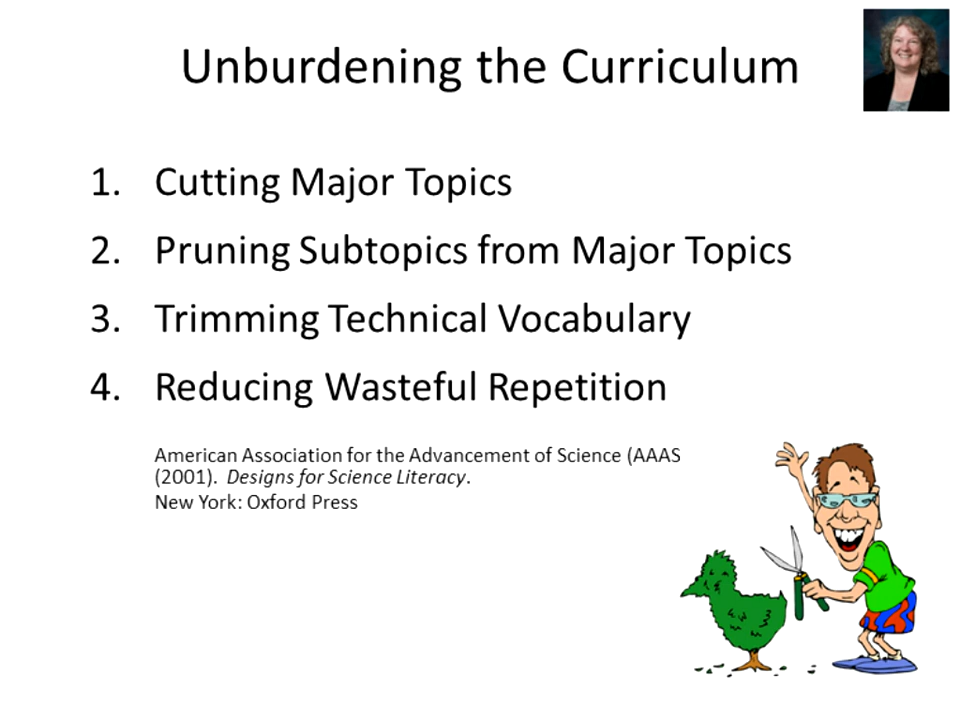 Unburdening the Curriculum
1. Cutting Major Topics
2. Pruning Subtopics from Major Topics
3. Trimming Technical Vocabulary
4. Reducing Wasteful Repetition
American Association for the Advancement of Science (AAAS
(2001). Designs for Science Literacy.
New York: Oxford Press